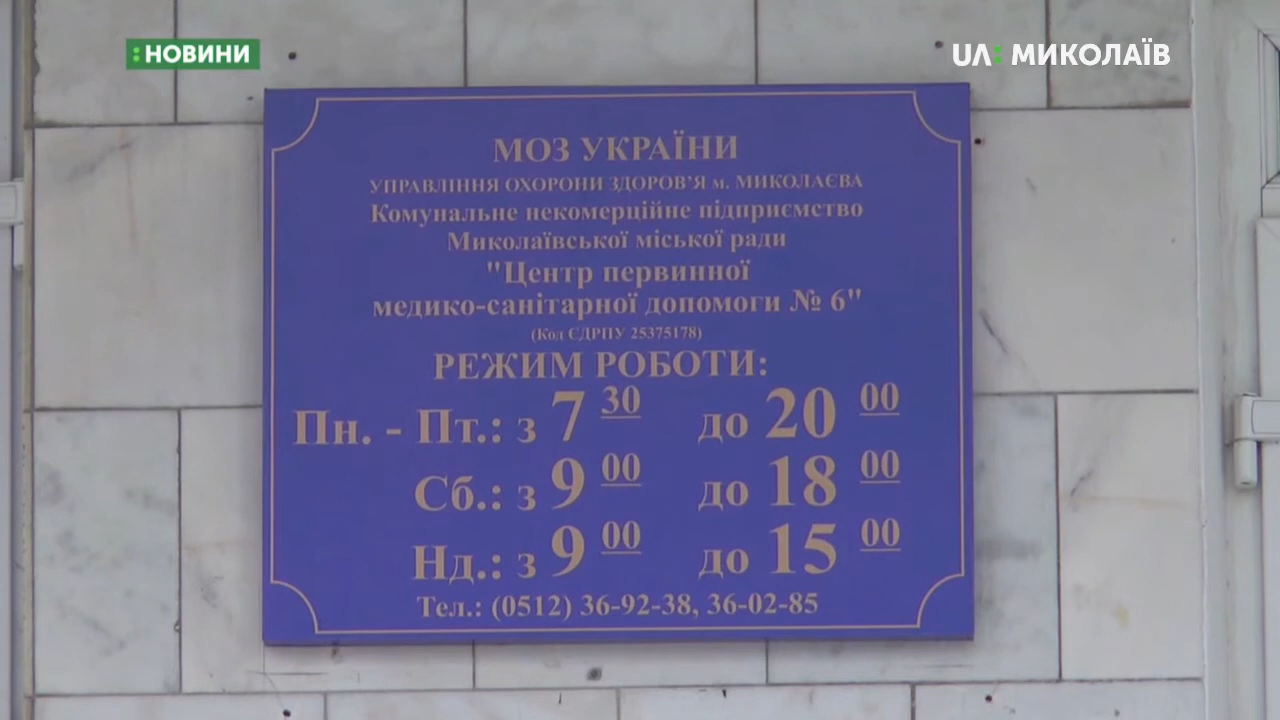 :НОВИНИ
UA: МИКОЛАЇВ
МОЗ УКРАЇНИ
УПРАВЛІННЯ ОХОРОНИ ЗДОРОВ'Я м. МИКОЛАЄВА
Комунальне некомерційне підприємство
Миколаївської міської ради
"Центр первинної
медико-санітарної допомоги № 6"
(Код ЄДРПУ 25375178)
РЕЖИМ РОБОТИ:
Пн. - Пт.: з 7 30 до 20 00
Сб.: з 9 00 до 18 00
Нд.: з 9 00 до 15 00
Тел.: (0512) 36-92-38, 36-02-85